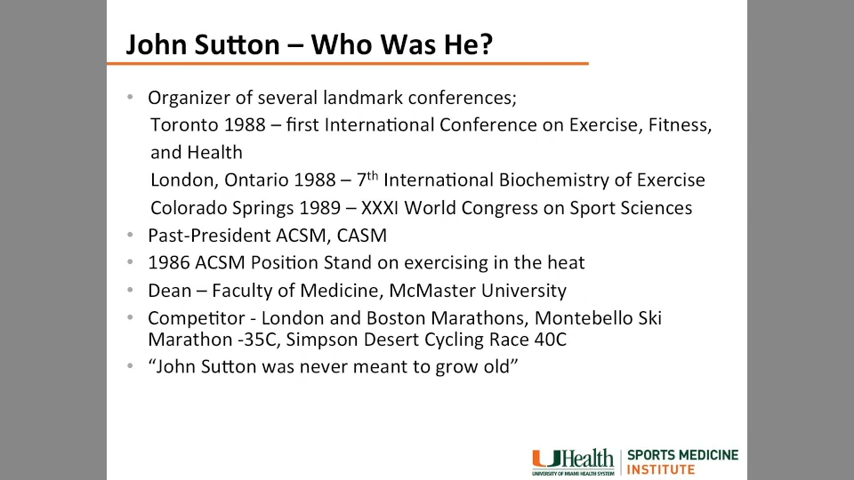 John Sutton – Who Was He?
• Organizer of several landmark conferences;
Toronto 1988 – first International Conference on Exercise, Fitness,
and Health
London, Ontario 1988 – 7th International Biochemistry of Exercise
Colorado Springs 1989 – XXXI World Congress on Sport Sciences
• Past-President ACSM, CASM
• 1986 ACSM Position Stand on exercising in the heat
• Dean – Faculty of Medicine, McMaster University
• Competitor - London and Boston Marathons, Montebello Ski
Marathon -35C, Simpson Desert Cycling Race 40C
• “John Sutton was never meant to grow old”
UHealth
UNIVERSITY OF MIAMI HEALTH SYSTEM
SPORTS MEDICINE
INSTITUTE